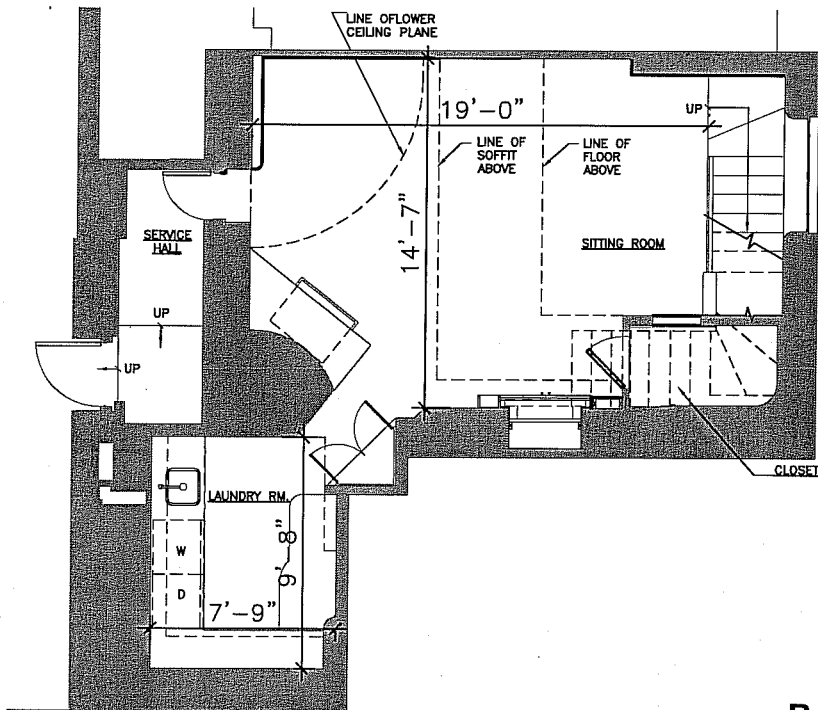 LINE OFLOWER
CEILING PLANE
19'-0"
UP
LINE OF
SOFFIT
ABOVE
LINE OF
FLOOR
ABOVE
14'-7"
SERVICE
HALL
SITTING ROOM
UP
UP
CLOSET
LAUNDRY RM.
W
9' 8"
D
7'-9"